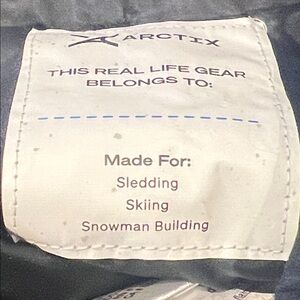 ARCTIX
THIS REAL LIFE GEAR
BELONGS TO:
Made For:
Sledding
Skiing
Snowman Building